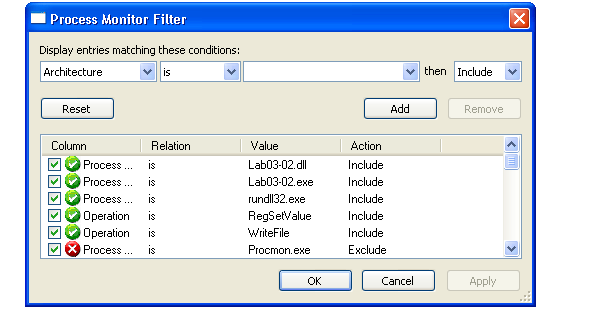 Process Monitor Filter
Display entries matching these conditions:
Architecture is then Include
Reset Add Remove
Column Relation Value Action
Process ... is Lab03-02.dll Include
Process ... is Lab03-02.exe Include
Process ... is rundll32.exe Include
Operation is RegSetValue Include
Operation is WriteFile Include
Process ... is Procmon.exe Exclude
OK Cancel Apply